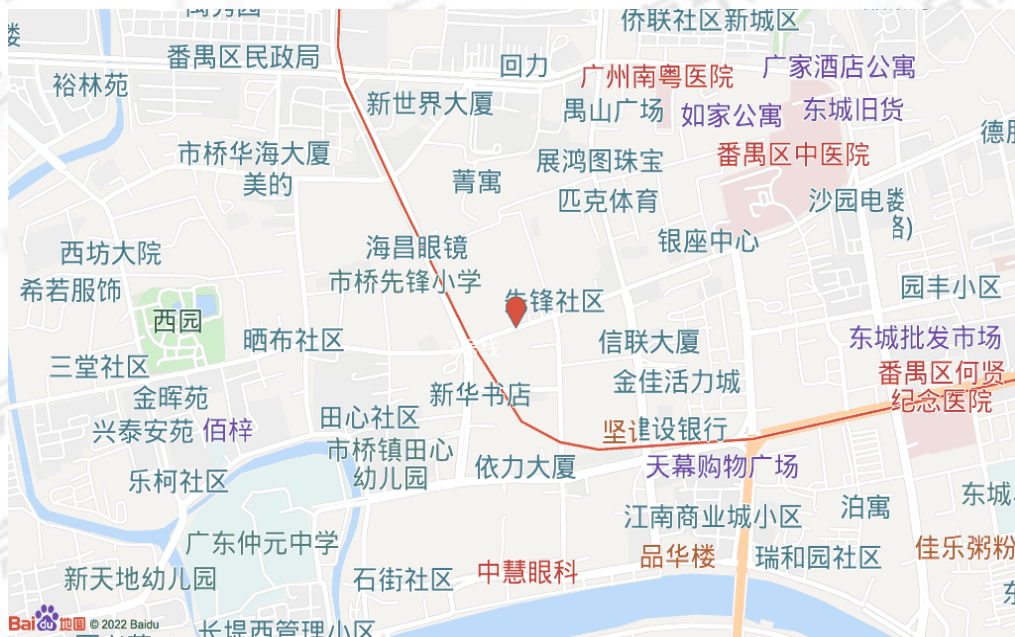 侨联社区新城区
番禺区民政局
回力
广家酒店公寓
广州南粤医院
裕林苑
新世界大厦
禺山广场
如家公寓
东城旧货
市桥华海大厦
展鸿图珠宝
番禺区中医院
美的
菁寓
匹克体育
沙园电
西坊大院
海昌眼镜
银座中心
市桥先锋小学
希若服饰
先锋社区
园丰小区
西园
晒布社区
信联大厦
东城批发市场
三堂社区
金佳活力城
番禺区何贤
纪念医院
金晖苑
新华书店
田心社区
兴泰安苑
佰梓
坚
建设银行
市桥镇田心
幼儿园
依力大厦
天幕购物广场
乐柯社区
东城
泊寓
江南商业城小区
广东仲元中学
品华楼
瑞和园社区
佳乐粥粉
中慧眼科
新天地幼儿园
石街社区
Bai du 地图 © 2022 Baidu
长堤西管理小区